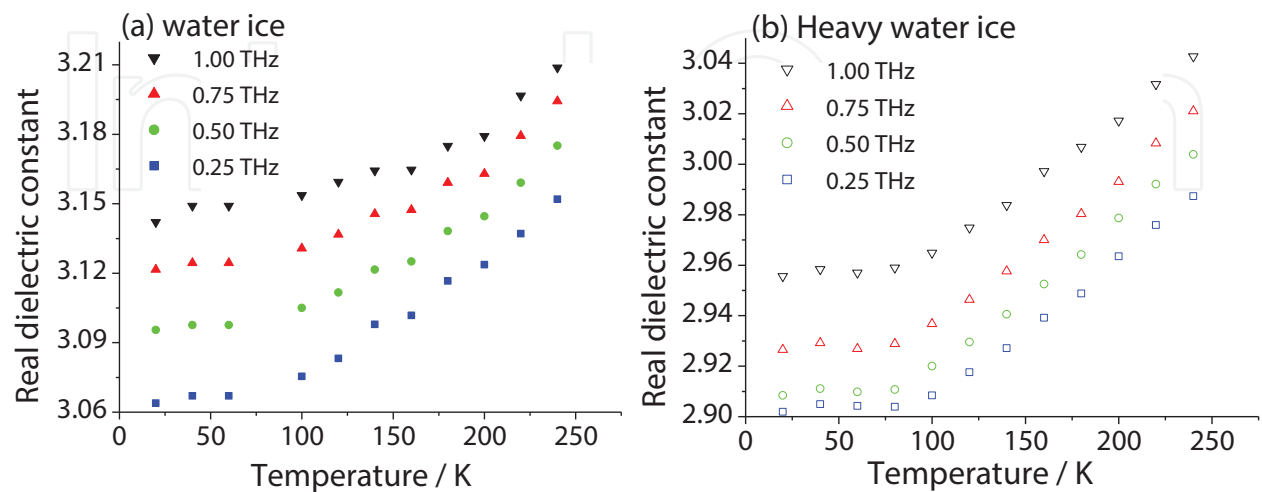 (a) water ice
1.00 THz
0.75 THz
0.50 THz
0.25 THz
3.21
3.18
3.15
3.12
3.09
3.06
0 50 100 150 200 250
Real dielectric constant
Temperature / K
(b) Heavy water ice
1.00 THz
0.75 THz
0.50 THz
0.25 THz
3.04
3.02
3.00
2.98
2.96
2.94
2.92
2.90
0 50 100 150 200 250
Real dielectric constant
Temperature / K